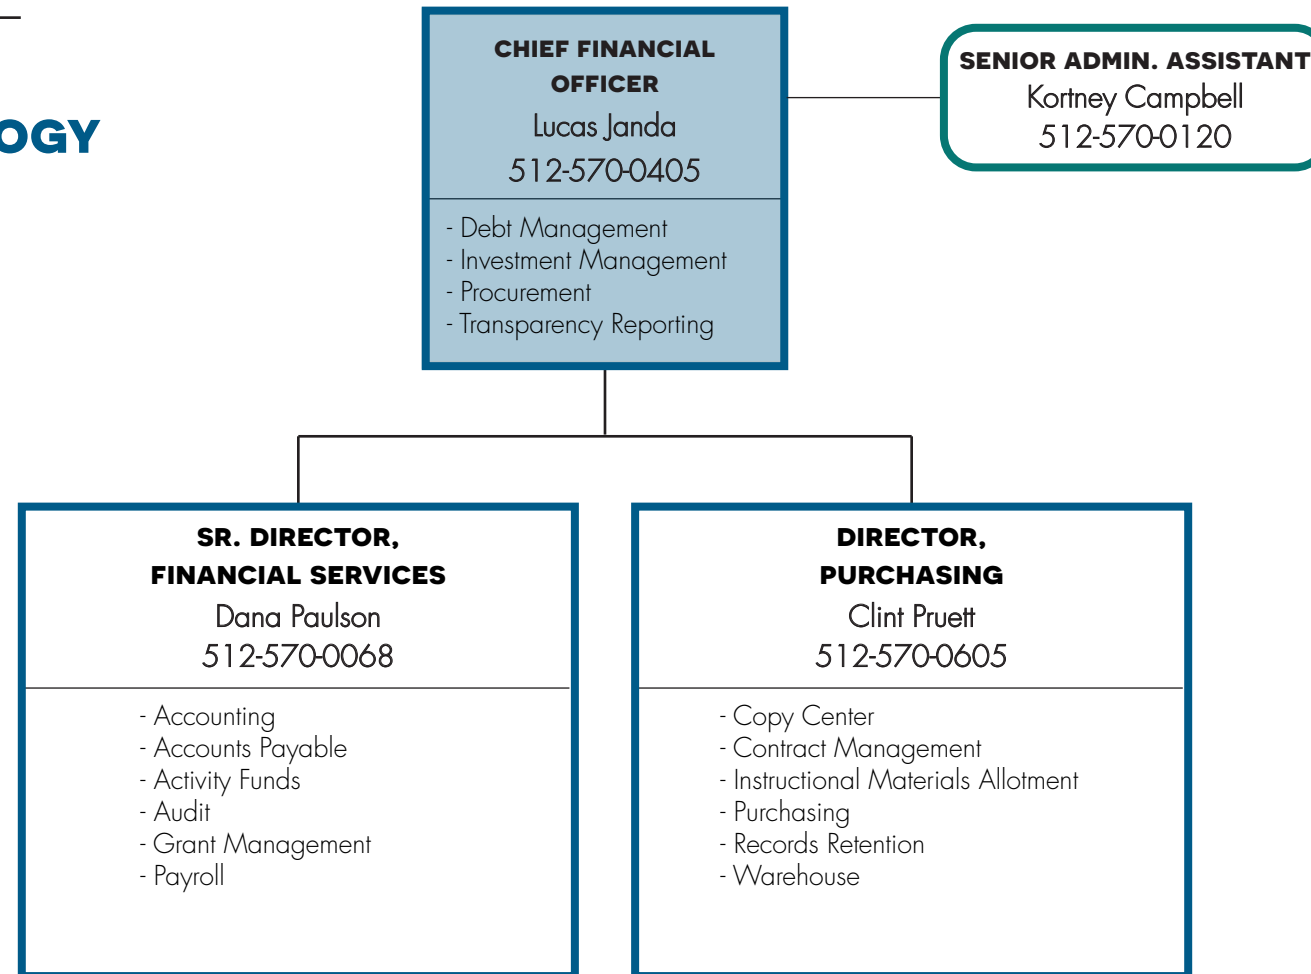 OGY
CHIEF FINANCIAL
OFFICER
Lucas Janda
512-570-0405
- Debt Management
- Investment Management
- Procurement
- Transparency Reporting
SENIOR ADMIN. ASSISTANT
Kortney Campbell
512-570-0120
SR. DIRECTOR,
FINANCIAL SERVICES
Dana Paulson
512-570-0068
- Accounting
- Accounts Payable
- Activity Funds
- Audit
- Grant Management
- Payroll
DIRECTOR,
PURCHASING
Clint Pruett
512-570-0605
- Copy Center
- Contract Management
- Instructional Materials Allotment
- Purchasing
- Records Retention
- Warehouse